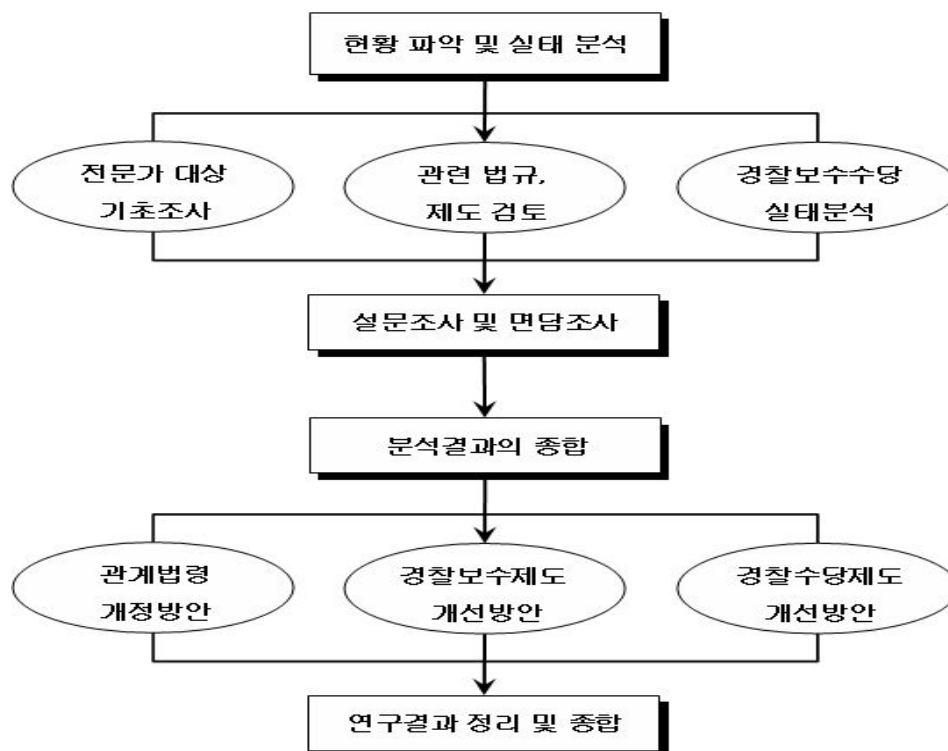 현황 파악 및 실태 분석
전문가 대상
기초조사
관련 법규,
제도 검토
경찰보수수당
실태분석
설문조사 및 면담조사
분석결과의 종합
관계법령
개정방안
경찰보수제도
개선방안
경찰수당제도
개선방안
연구결과 정리 및 종합